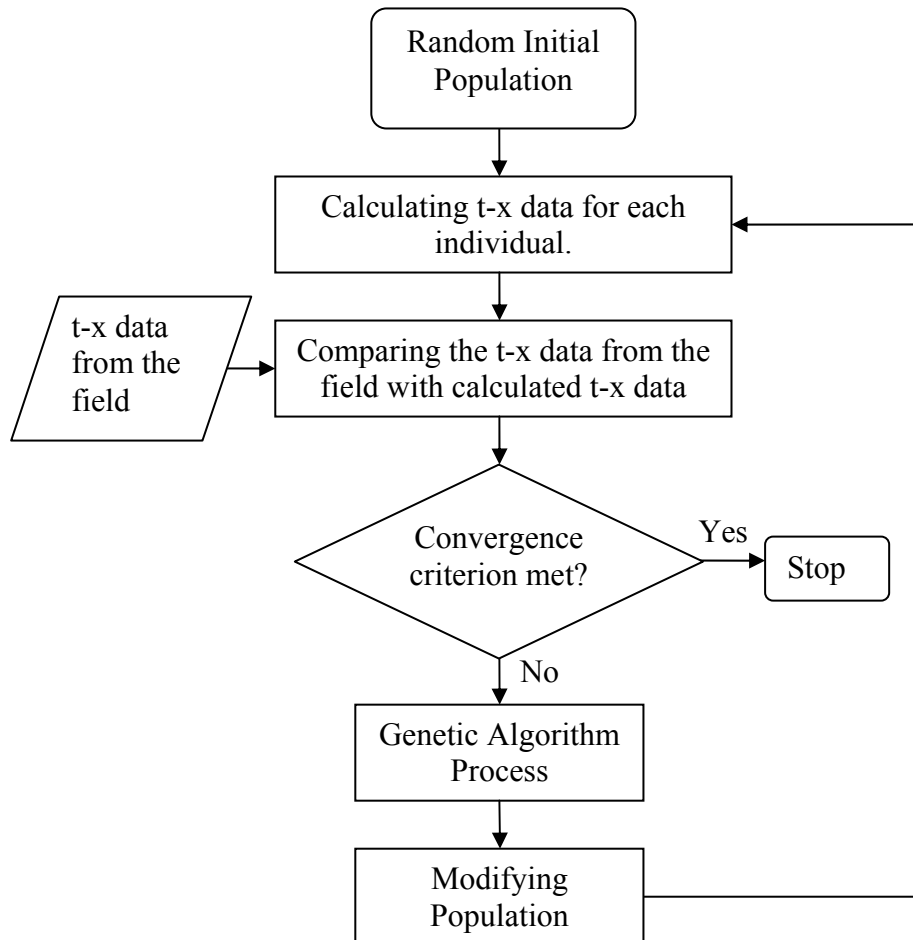 Random Initial
Population
Calculating t-x data for each
individual.
t-x data
from the
field
Comparing the t-x data from the
field with calculated t-x data
Convergence
criterion met?
Yes
Stop
No
Genetic Algorithm
Process
Modifying
Population